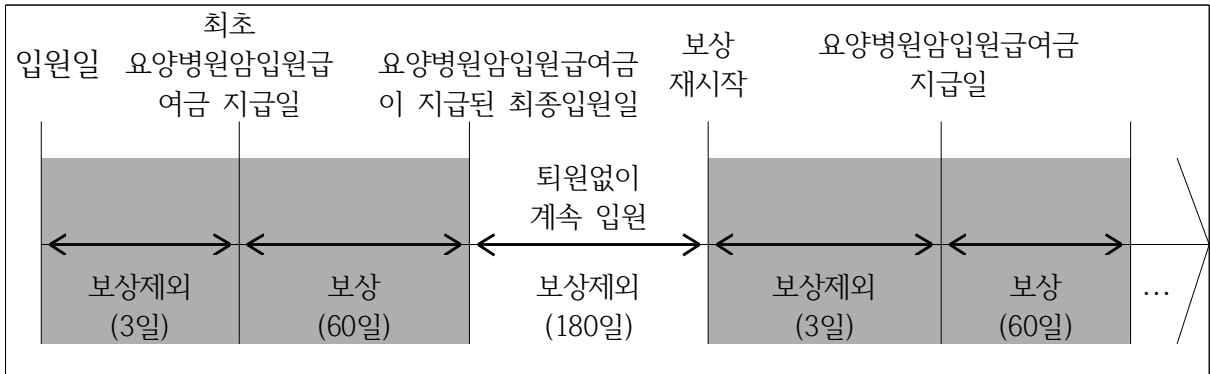 입원일
최초
요양병원암입원급
여금 지급일
요양병원암입원급여금
이 지급된 최종입원일
보상
재시작
요양병원암입원급여금
지급일
퇴원없이
계속 입원
보상제외
(3일)
보상
(60일)
보상제외
(180일)
보상제외
(3일)
보상
(60일)
…